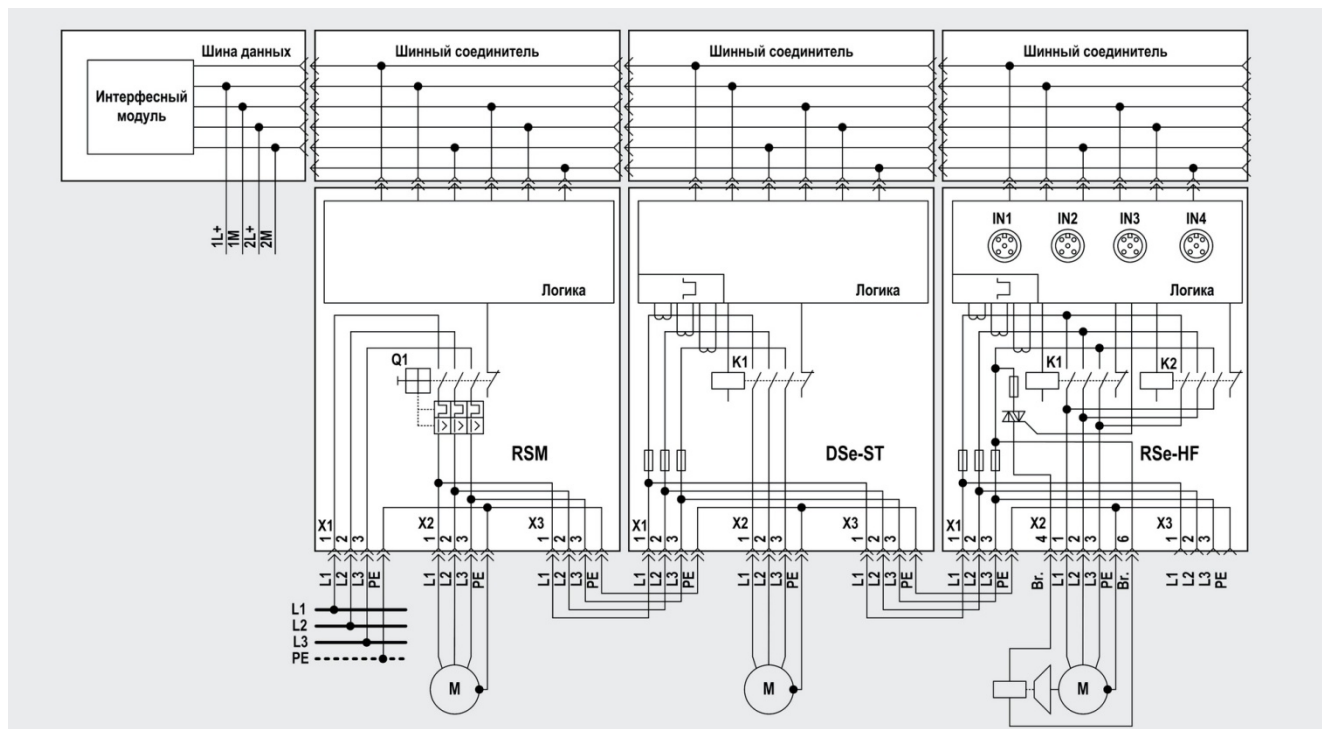 Шина данных
Шинный соединитель
Шинный соединитель
Шинный соединитель
Интерфесный
модуль
1L+
1M
2L+
2M
IN1 IN2 IN3 IN4
Логика
Логика
Логика
Q1
K1
K1
K2
RSM
DSe-ST
RSe-HF
X1 X2 X3
1 2 3 1 2 3 1 2 3
X1 X2 X3
1 2 3 1 2 3 1 2 3
X1 X2 X3
1 2 3 4 1 2 3 6 1 2 3
L1 L2 L3 PE L1 L2 L3 PE L1 L2 L3 PE
L1 L2 L3 PE L1 L2 L3 PE L1 L2 L3 PE
L1 L2 L3 PE Br. L1 L2 L3 PE Br. L1 L2 L3 PE
L1
L2
L3
PE
M
M
M